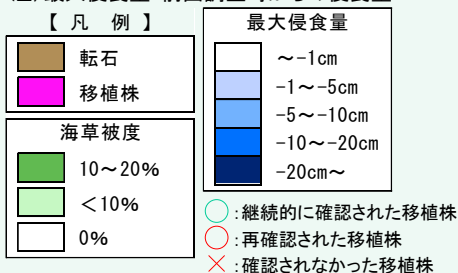 【 凡 例 】
転石
移植株
海草被度
10～20%
＜10%
0%
最大侵食量
～-1cm
-1～-5cm
-5～-10cm
-10～-20cm
-20cm～
○：継続的に確認された移植株
○：再確認された移植株
×：確認されなかった移植株